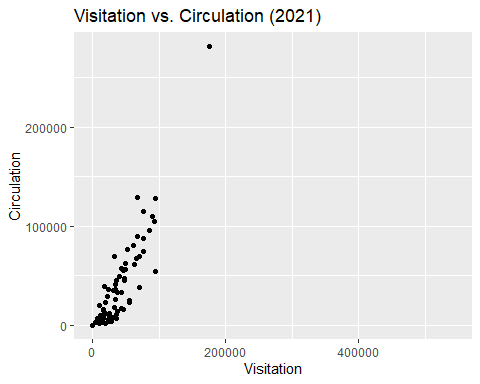 Visitation vs. Circulation (2021)
Circulation
200000
100000
0
0 200000 400000
Visitation